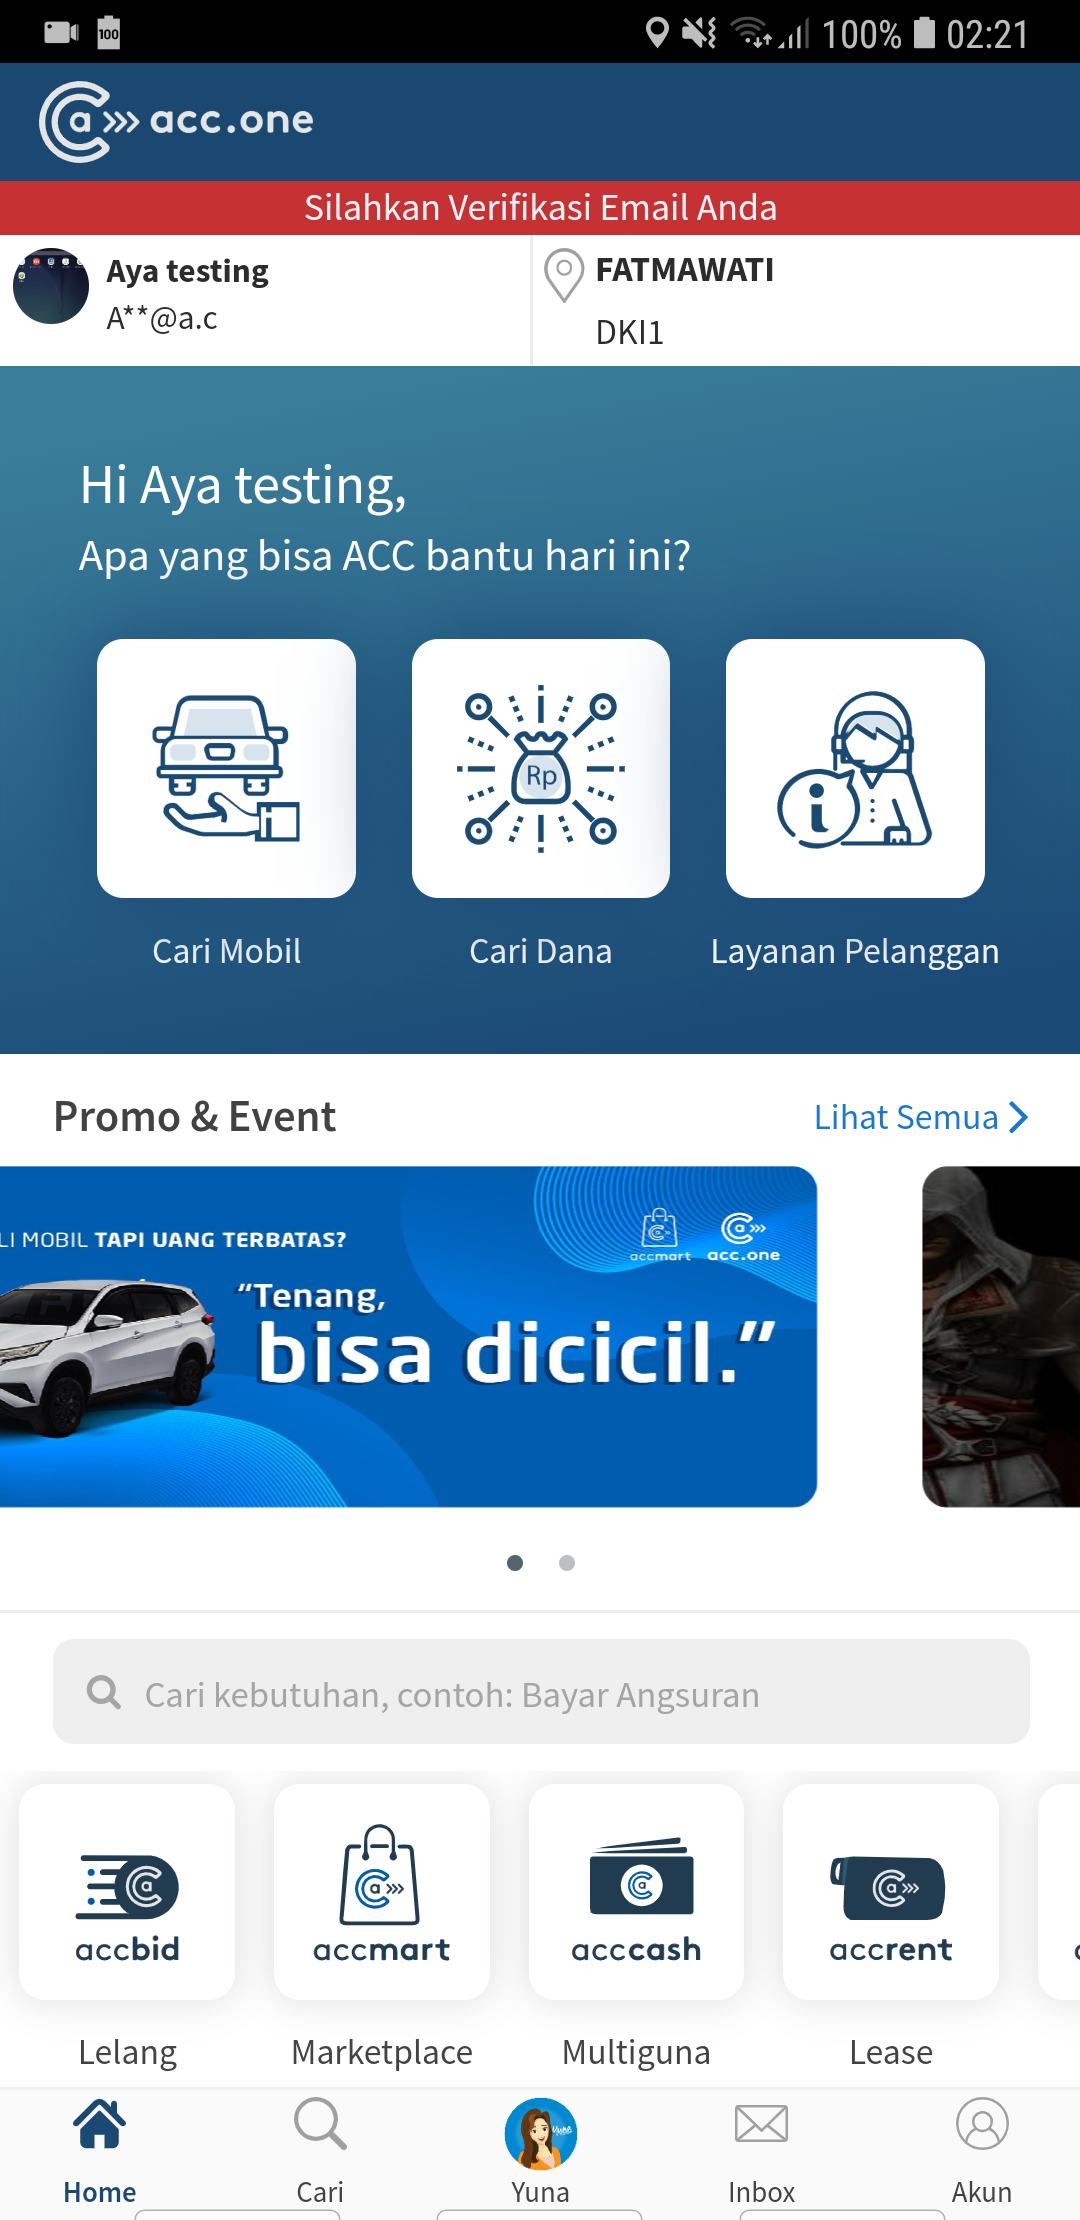 100
100%
02:21
acc.one
Silahkan Verifikasi Email Anda
Aya testing
A**@a.c
FATMAWATI
DKI1
Hi Aya testing,
Apa yang bisa ACC bantu hari ini?
Rp
Cari Mobil
Cari Dana
Layanan Pelanggan
Promo & Event
Lihat Semua
LI MOBIL TAPI UANG TERBATAS?
accmart
acc.one
“Tenang,
bisa dicicil.”
Cari kebutuhan, contoh: Bayar Angsuran
accbid
accmart
acccash
accrent
Lelang
Marketplace
Multiguna
Lease
Home
Cari
Yuna
Inbox
Akun